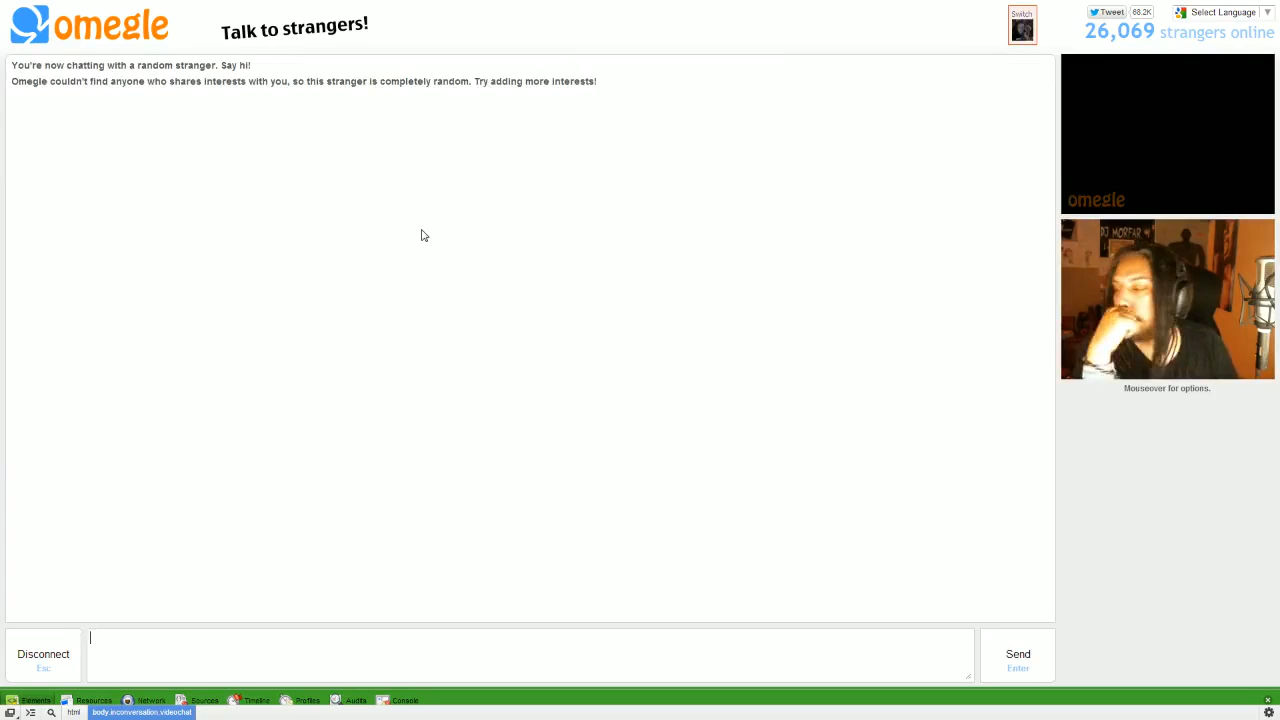 omegle
Talk to strangers!
Switch
Tweet
68.2K
Select Language
26,069 strangers online
You're now chatting with a random stranger. Say hi!
Omegle couldn't find anyone who shares interests with you, so this stranger is completely random. Try adding more interests!
omegle
DJ MORFAR
Mouseover for options.
Disconnect
Esc
Send
Enter
Elements Resources Network Sources Timeline Profiles Audits Console
html body.inconversation.videochat